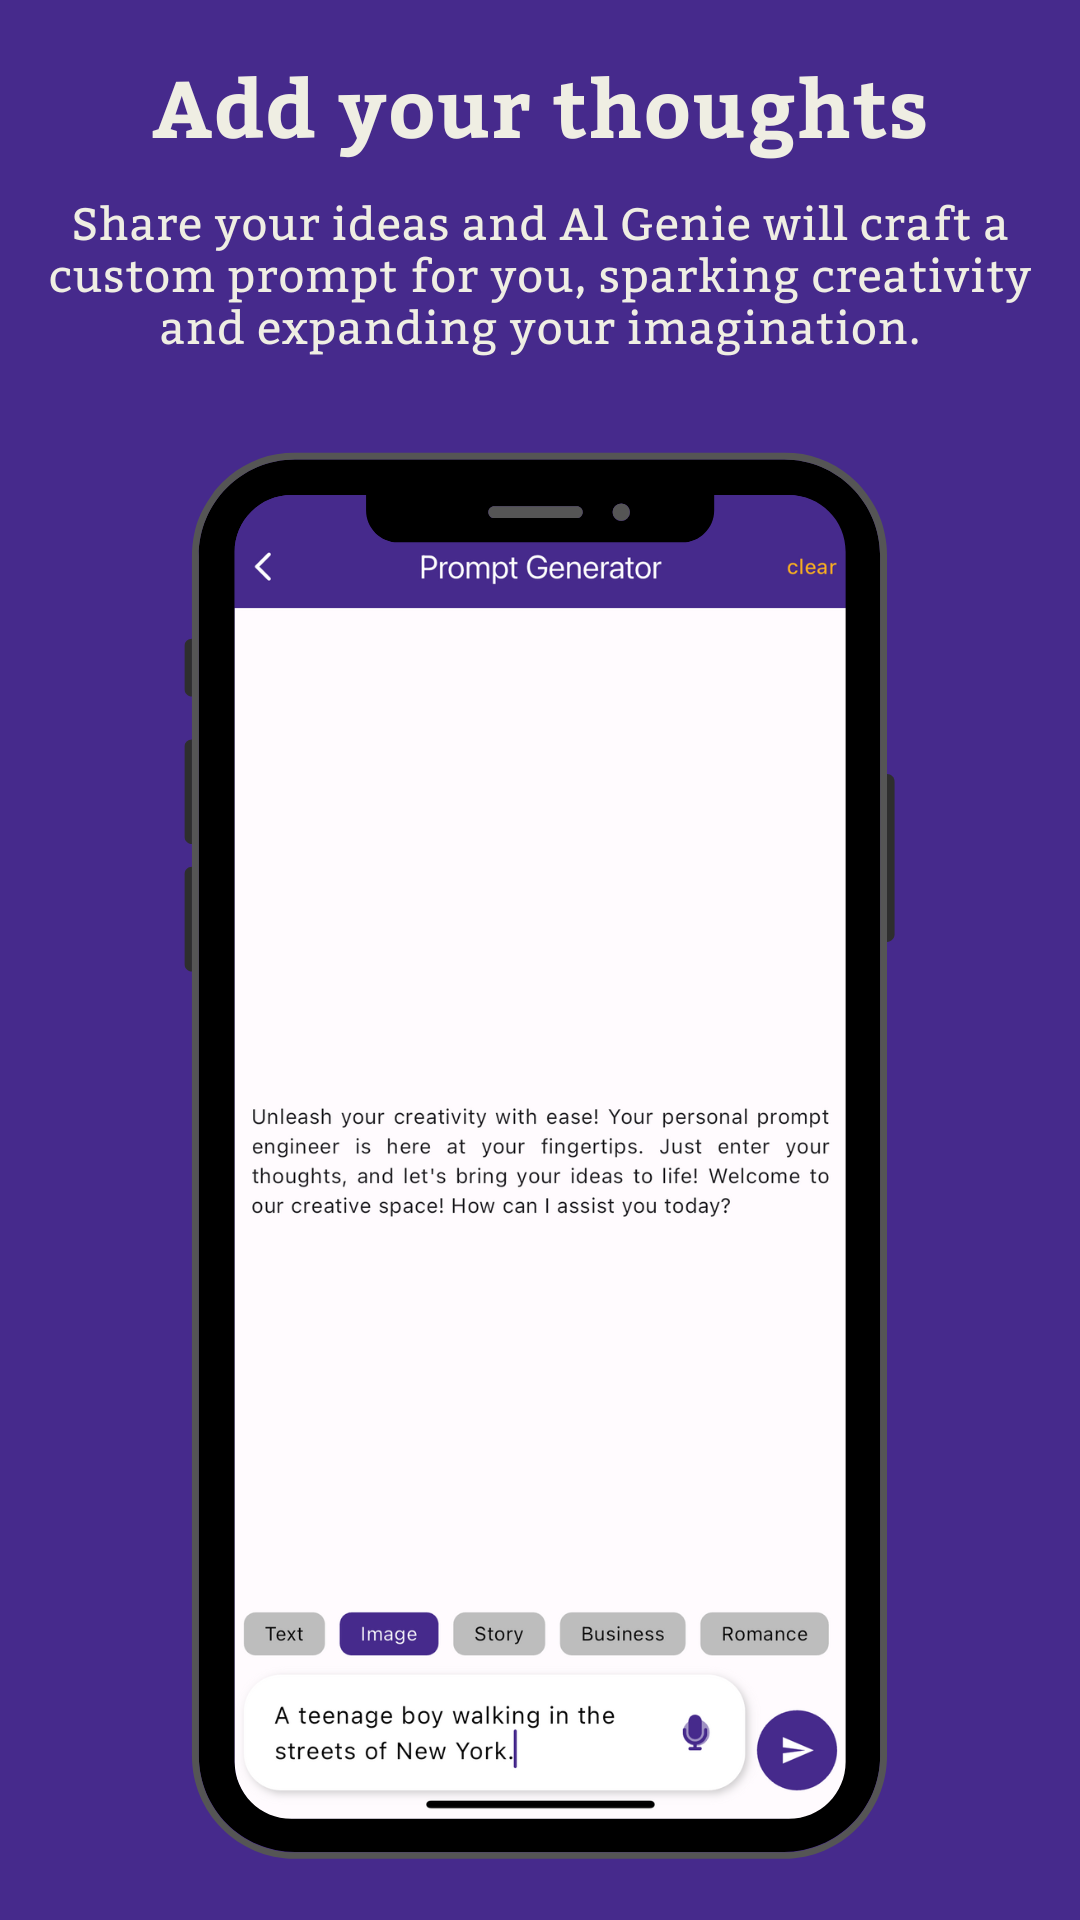 Add your thoughts
Share your ideas and Al Genie will craft a
custom prompt for you, sparking creativity
and expanding your imagination.
Prompt Generator
clear
Unleash your creativity with ease! Your personal prompt
engineer is here at your fingertips. Just enter your
thoughts, and let's bring your ideas to life! Welcome to
our creative space! How can I assist you today?
Text
Image
Story
Business
Romance
A teenage boy walking in the
streets of New York.